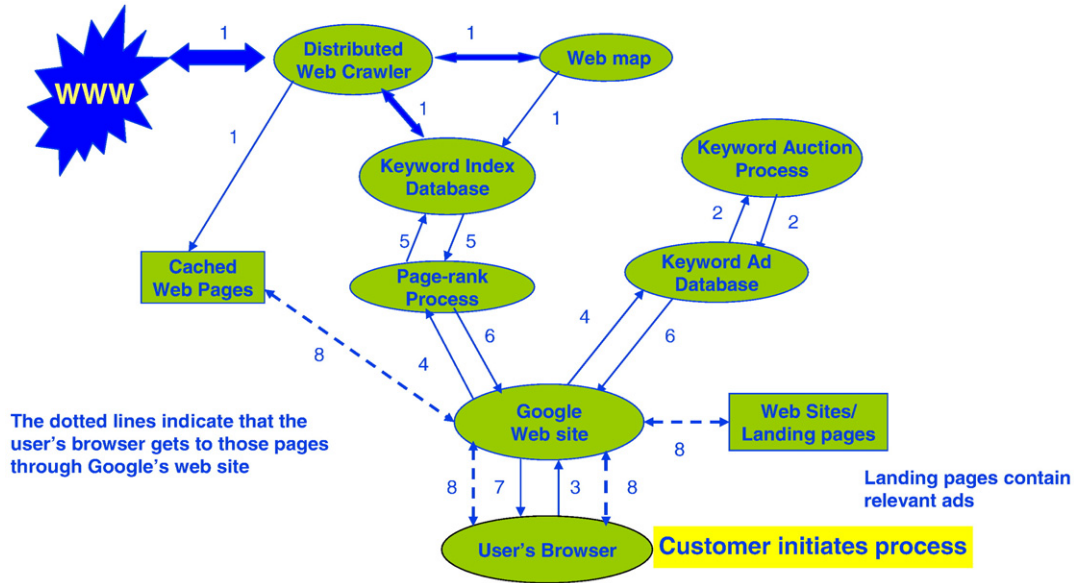 1
1
Distributed
Web Crawler
Web map
WWW
1
1
1
Keyword Index
Database
Keyword Auction
Process
2
2
5
5
Cached
Web Pages
Page-rank
Process
Keyword Ad
Database
8
4
6
4
6
The dotted lines indicate that the
user's browser gets to those pages
through Google's web site
Google
Web site
8
Web Sites/
Landing pages
Landing pages contain
relevant ads
8
7
3
8
User's Browser
Customer initiates process